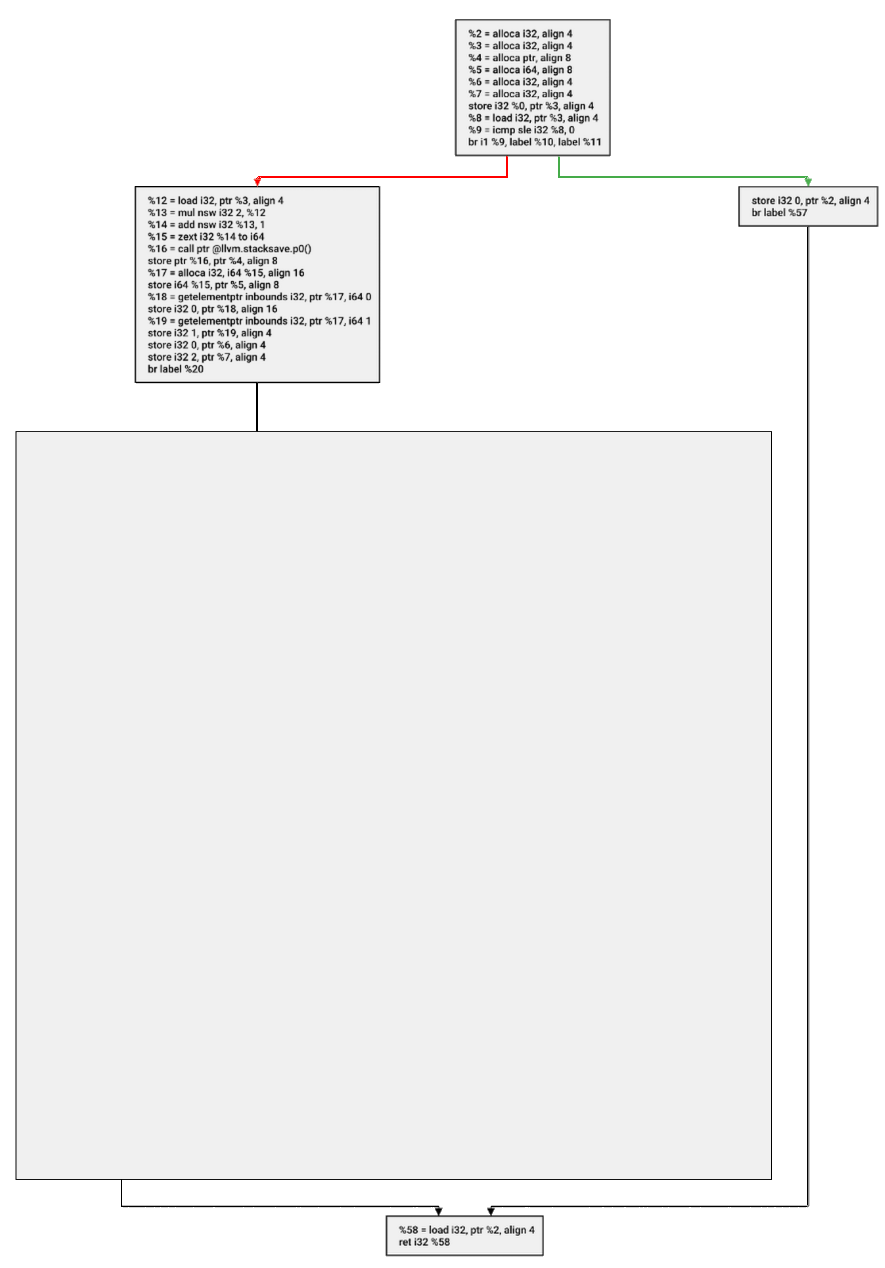 %2 = alloca i32, align 4
%3 = alloca i32, align 4
%4 = alloca ptr, align 8
%5 = alloca i64, align 8
%6 = alloca i32, align 4
%7 = alloca i32, align 4
store i32 %0, ptr %3, align 4
%8 = load i32, ptr %3, align 4
%9 = icmp sle i32 %8, 0
br i1 %9, label %10, label %11
%12 = load i32, ptr %3, align 4
%13 = mul nsw i32 2, %12
%14 = add nsw i32 %13, 1
%15 = zext i32 %14 to i64
%16 = call ptr @llvm.stacksave.p0()
store ptr %16, ptr %4, align 8
%17 = alloca i32, i64 %15, align 16
store i64 %15, ptr %5, align 8
%18 = getelementptr inbounds i32, ptr %17, i64 0
store i32 0, ptr %18, align 16
%19 = getelementptr inbounds i32, ptr %17, i64 1
store i32 1, ptr %19, align 4
store i32 0, ptr %6, align 4
store i32 2, ptr %7, align 4
br label %20
store i32 0, ptr %2, align 4
br label %57
%58 = load i32, ptr %2, align 4
ret i32 %58